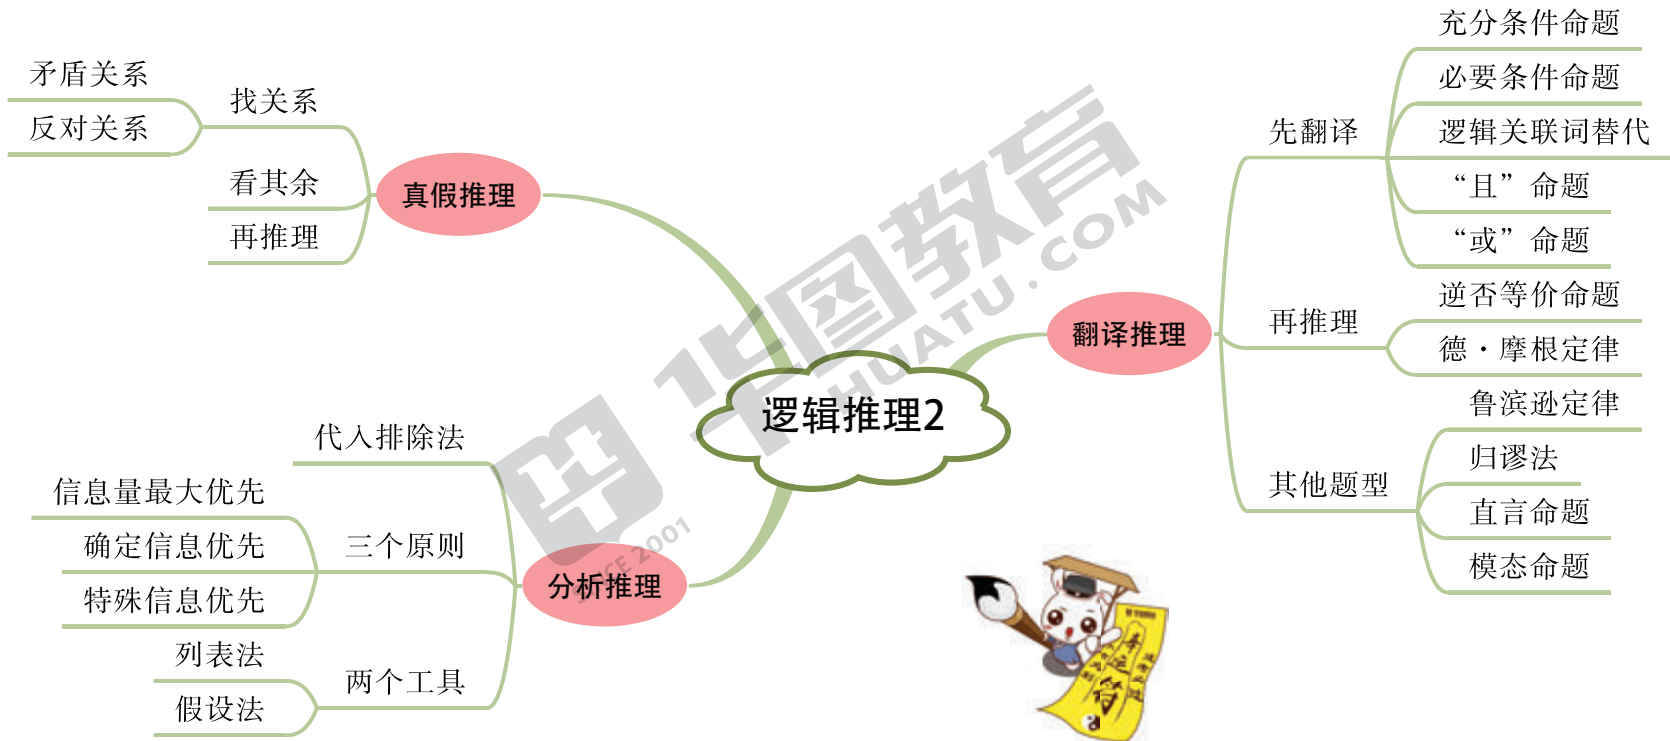 逻辑推理2
翻译推理
先翻译
充分条件命题
必要条件命题
逻辑关联词替代
“且”命题
“或”命题
再推理
逆否等价命题
德·摩根定律
其他题型
鲁滨逊定律
归谬法
直言命题
模态命题
真假推理
找关系
矛盾关系
反对关系
看其余
再推理
分析推理
代入排除法
三个原则
信息量最大优先
确定信息优先
特殊信息优先
两个工具
列表法
假设法
华图教育
HUATU.COM
SINCE 2001
符